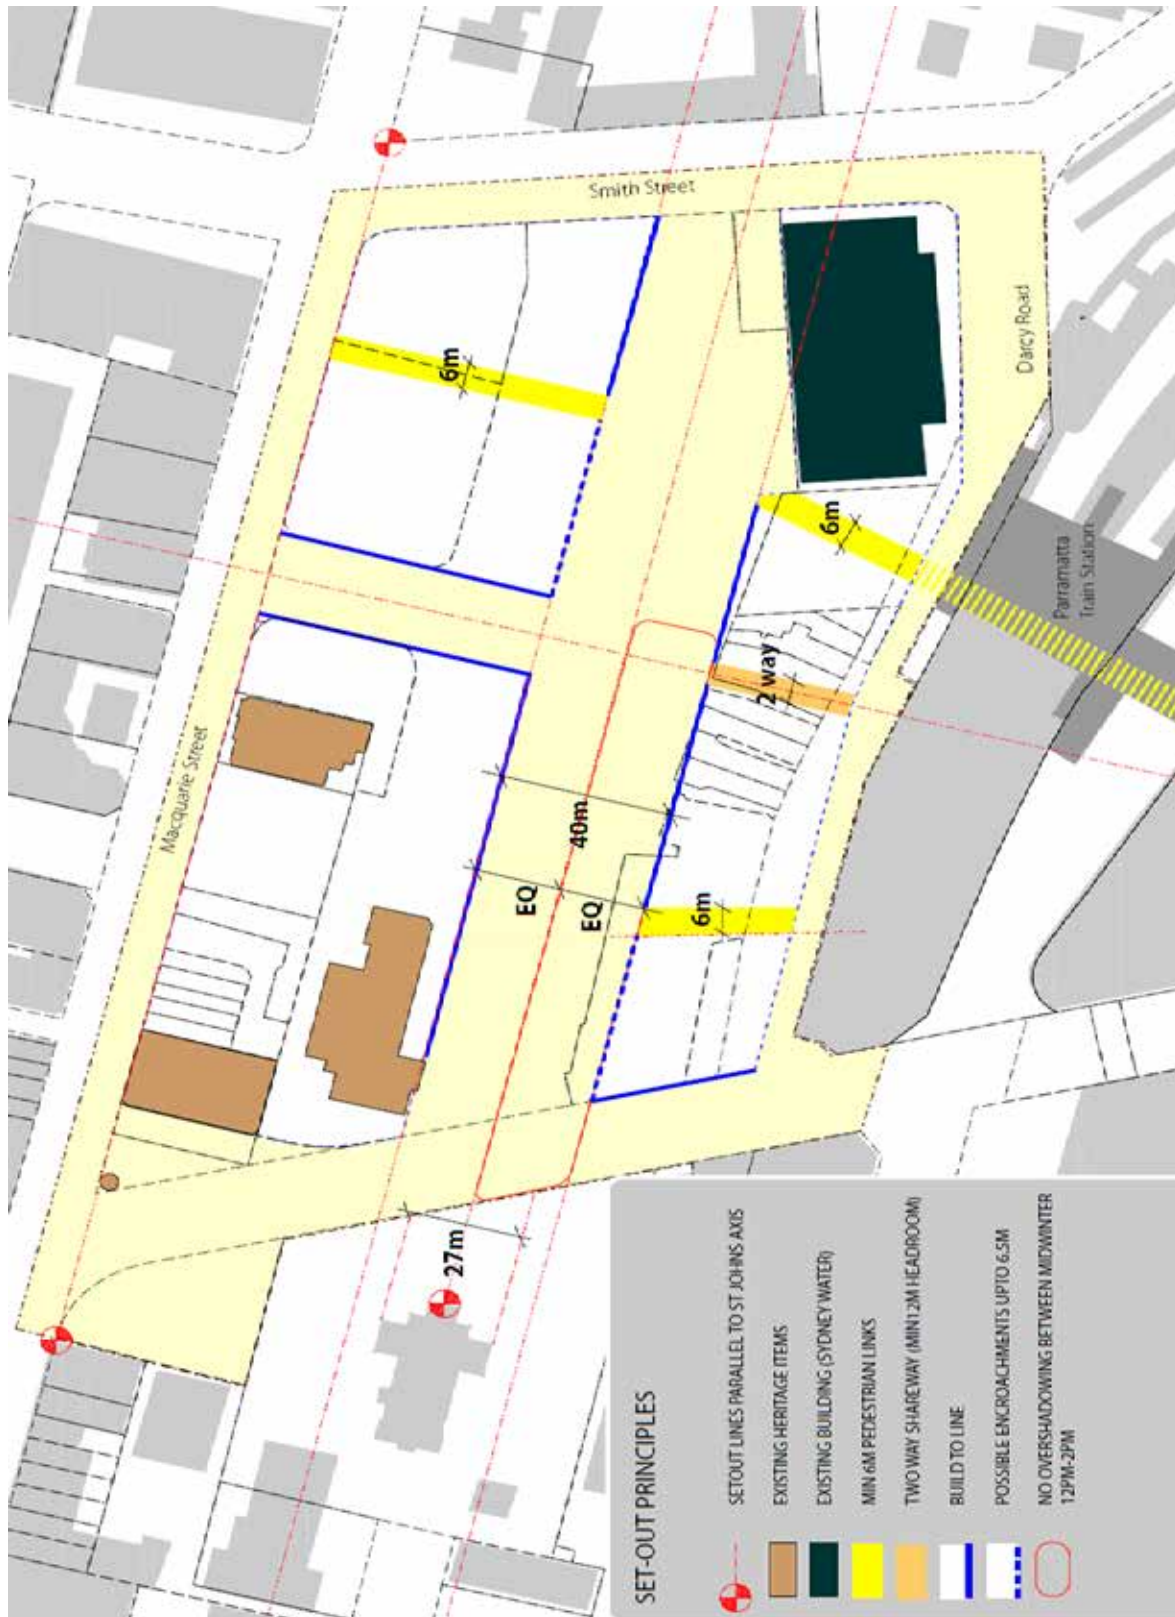 Smith Street
6m
Darcy Road
6m
Parramatta
Train Station
2 way
Macquarie Street
40m
EQ
EQ
6m
27m
SET-OUT PRINCIPLES
SETOUT LINES PARALLEL TO ST JOHNS AXIS
EXISTING HERITAGE ITEMS
EXISTING BUILDING (SYDNEY WATER)
MIN 6M PEDESTRIAN LINKS
TWO WAY SHAREWAY (MIN12M HEADROOM)
BUILD TO LINE
POSSIBLE ENCROACHMENTS UPTO 6.5M
NO OVERSHADOWING BETWEEN MIDWINTER
12PM-2PM